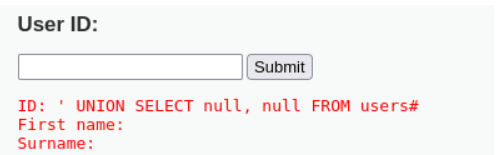 User ID:
Submit
ID: ' UNION SELECT null, null FROM users#
First name:
Surname: